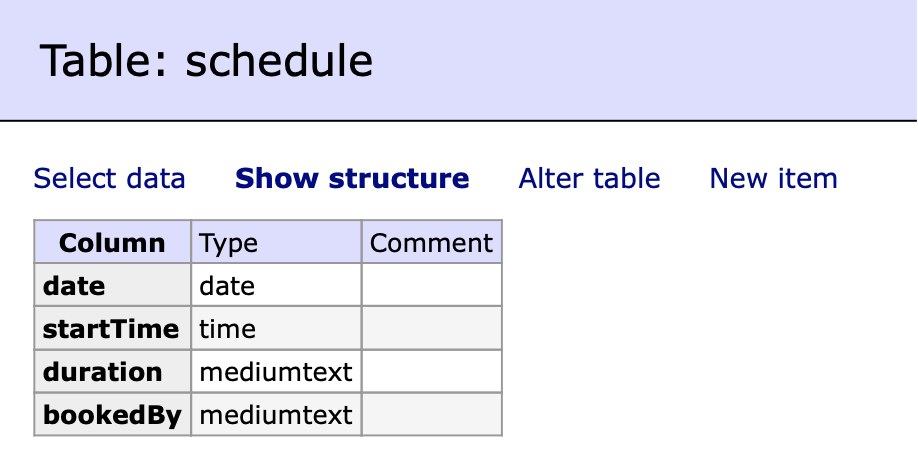 Table: schedule
Select data Show structure Alter table New item
Column Type Comment
date date
startTime time
duration mediumtext
bookedBy mediumtext